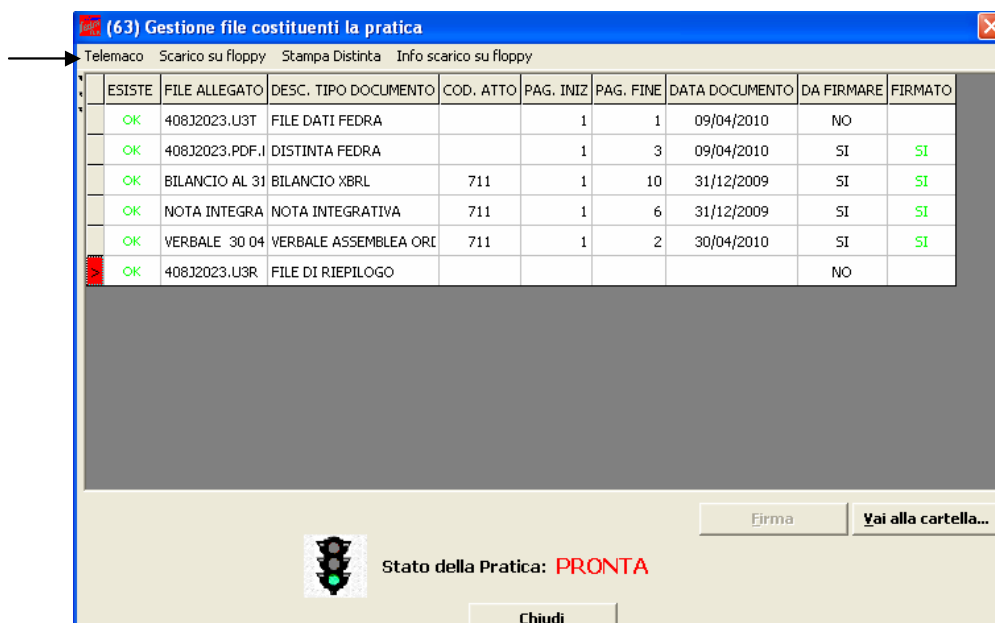 (63) Gestione file costituenti la pratica
Telemaco Scarico su floppy Stampa Distinta Info scarico su floppy
ESISTE FILE ALLEGATO DESC. TIPO DOCUMENTO COD. ATTO PAG. INIZ PAG. FINE DATA DOCUMENTO DA FIRMARE FIRMATO
OK 408J2023.U3T FILE DATI FEDRA 1 1 09/04/2010 NO
OK 408J2023.PDF. DISTINTA FEDRA 1 3 09/04/2010 SI SI
OK BILANCIO AL 31 BILANCIO XBRL 711 1 10 31/12/2009 SI SI
OK NOTA INTEGRA NOTA INTEGRATIVA 711 1 6 31/12/2009 SI SI
OK VERBALE 30 04 VERBALE ASSEMBLEA ORD 711 1 2 30/04/2010 SI SI
> OK 408J2023.U3R FILE DI RIEPILOGO NO
Firma Vai alla cartella...
Stato della Pratica: PRONTA
Chiudi